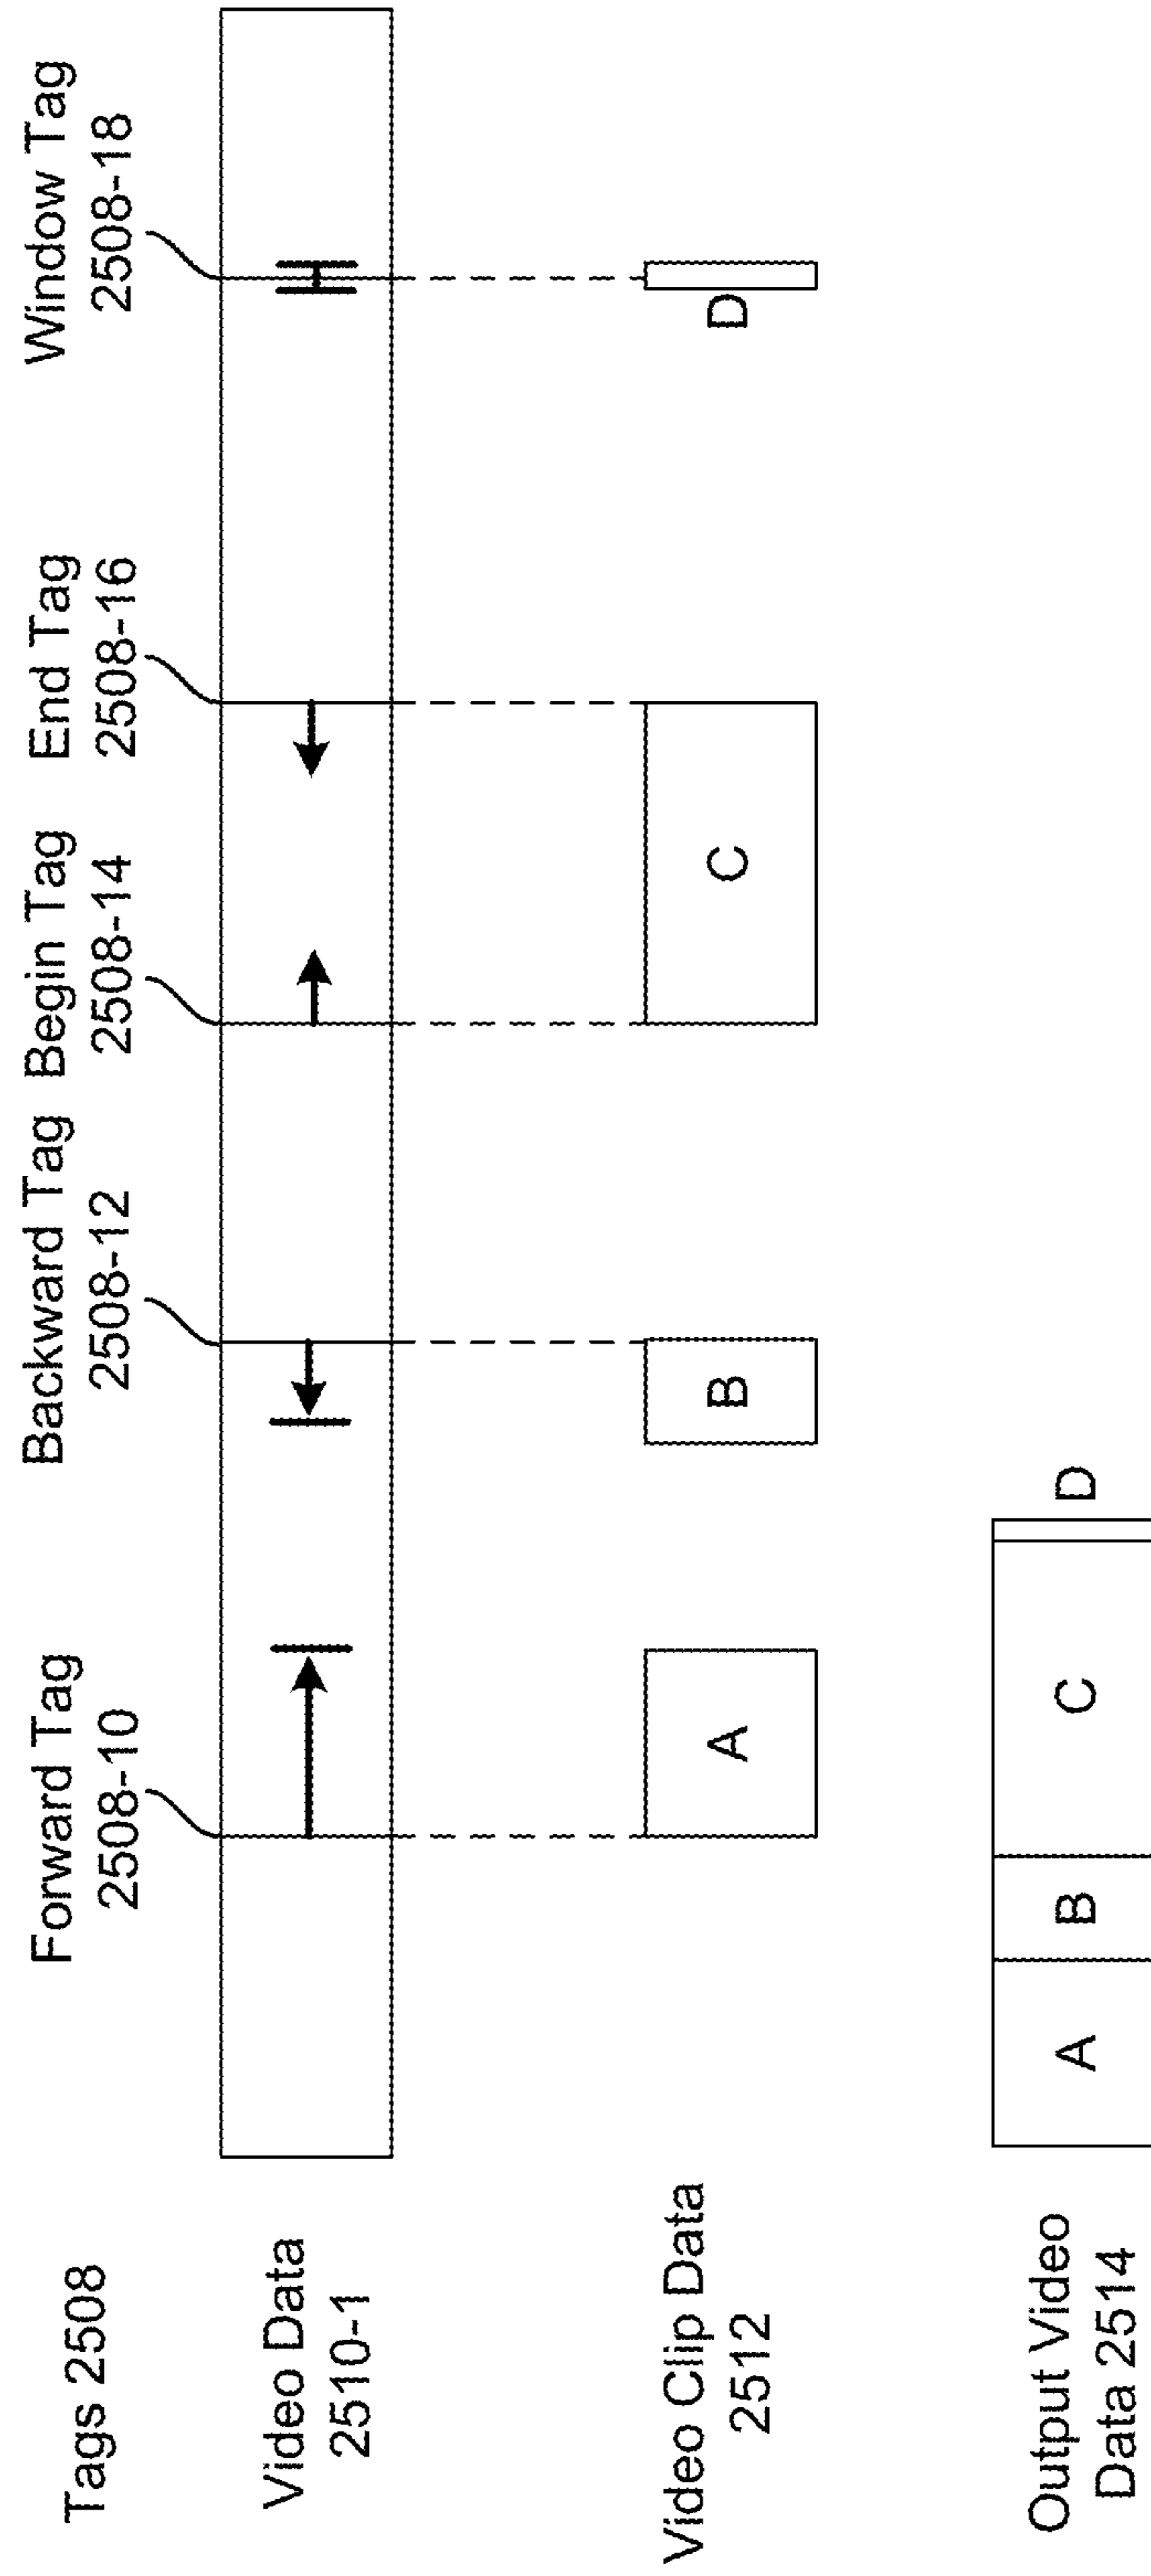 Tags 2508
Forward Tag
2508-10
Backward Tag
2508-12
Begin Tag
2508-14
End Tag
2508-16
Window Tag
2508-18
Video Data
2510-1
Video Clip Data
2512
A
B
C
D
Output Video
Data 2514
A
B
C
D